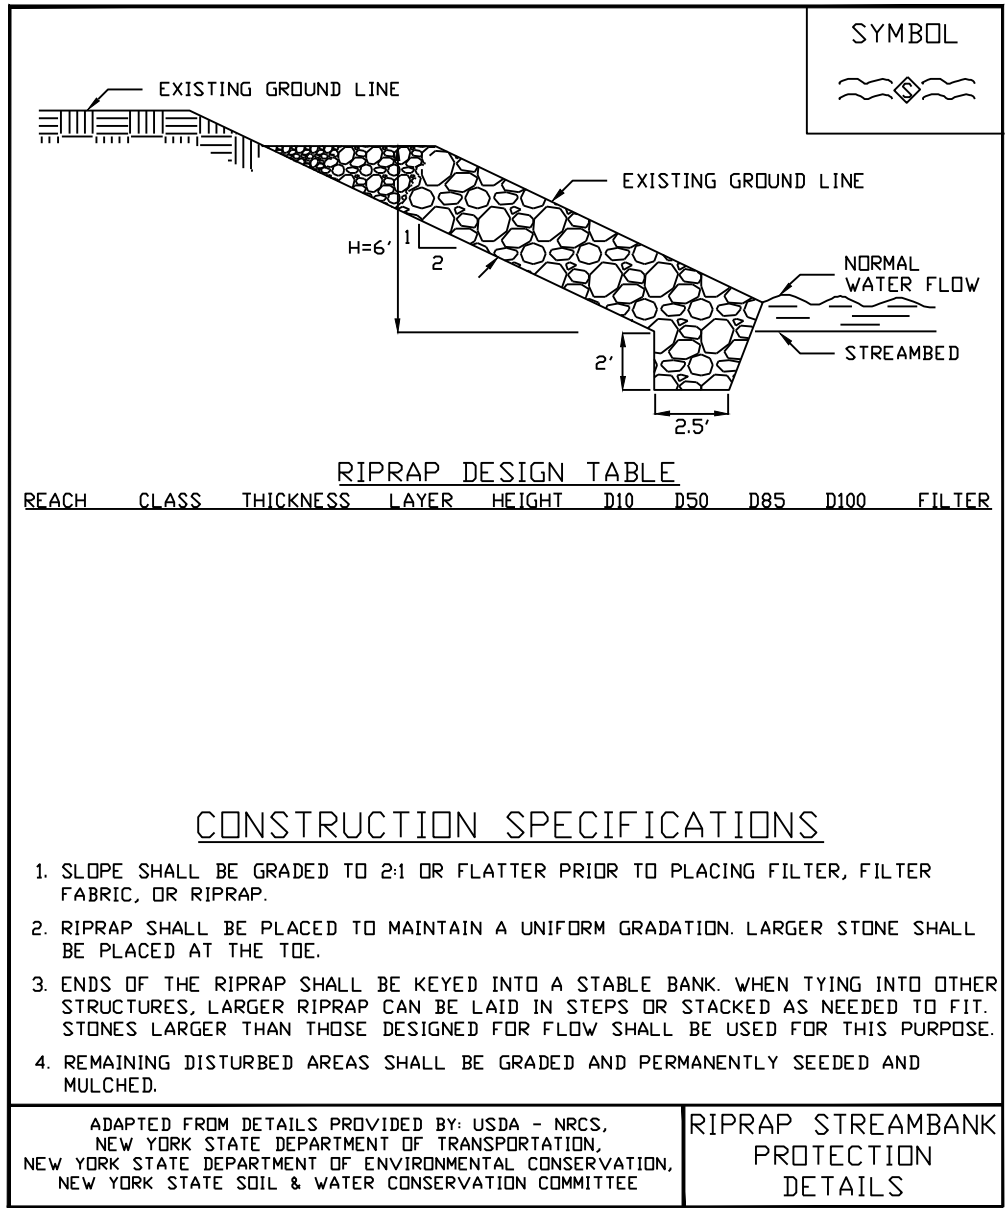 SYMBOL
S
EXISTING GROUND LINE
EXISTING GROUND LINE
H=6'
1
2
NORMAL
WATER FLOW
STREAMBED
2'
2.5'
RIPRAP DESIGN TABLE
REACH CLASS THICKNESS LAYER HEIGHT D10 D50 D85 D100 FILTER
CONSTRUCTION SPECIFICATIONS
1. SLOPE SHALL BE GRADED TO 2:1 OR FLATTER PRIOR TO PLACING FILTER, FILTER
FABRIC, OR RIPRAP.
2. RIPRAP SHALL BE PLACED TO MAINTAIN A UNIFORM GRADATION. LARGER STONE SHALL
BE PLACED AT THE TOE.
3. ENDS OF THE RIPRAP SHALL BE KEYED INTO A STABLE BANK. WHEN TYING INTO OTHER
STRUCTURES, LARGER RIPRAP CAN BE LAID IN STEPS OR STACKED AS NEEDED TO FIT.
STONES LARGER THAN THOSE DESIGNED FOR FLOW SHALL BE USED FOR THIS PURPOSE.
4. REMAINING DISTURBED AREAS SHALL BE GRADED AND PERMANENTLY SEEDED AND
MULCHED.
ADAPTED FROM DETAILS PROVIDED BY: USDA - NRCS,
NEW YORK STATE DEPARTMENT OF TRANSPORTATION,
NEW YORK STATE DEPARTMENT OF ENVIRONMENTAL CONSERVATION,
NEW YORK STATE SOIL & WATER CONSERVATION COMMITTEE
RIPRAP STREAMBANK
PROTECTION
DETAILS